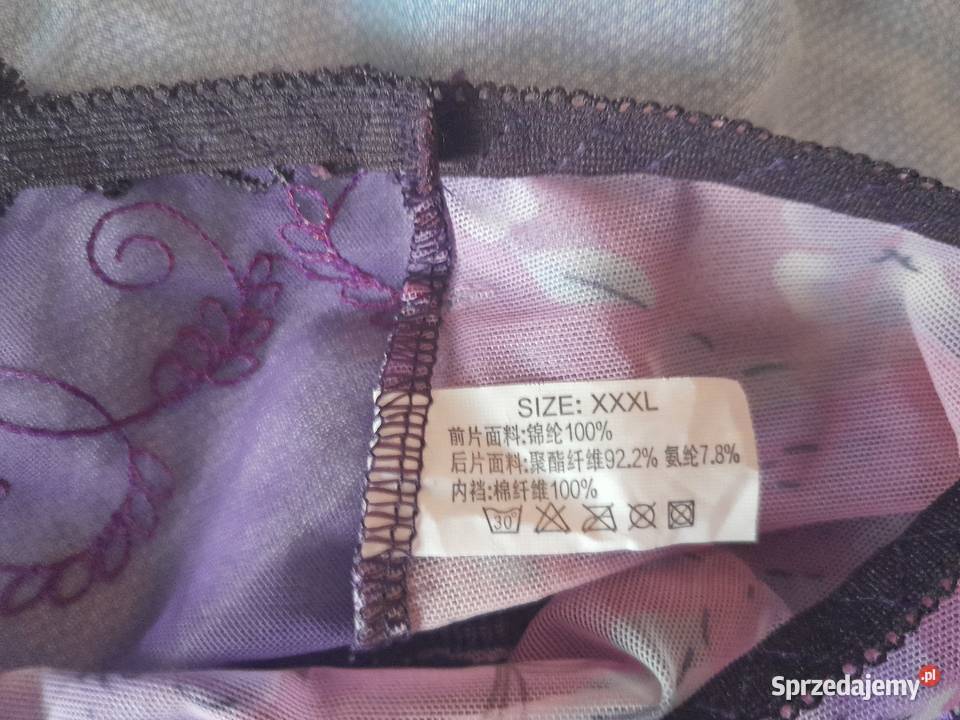 SIZE: XXXL
前片面料:锦纶100%
后片面料:聚酯纤维92.2% 氨纶7.8%
内裆:棉纤维100%
30°
Sprzedajemy.pl